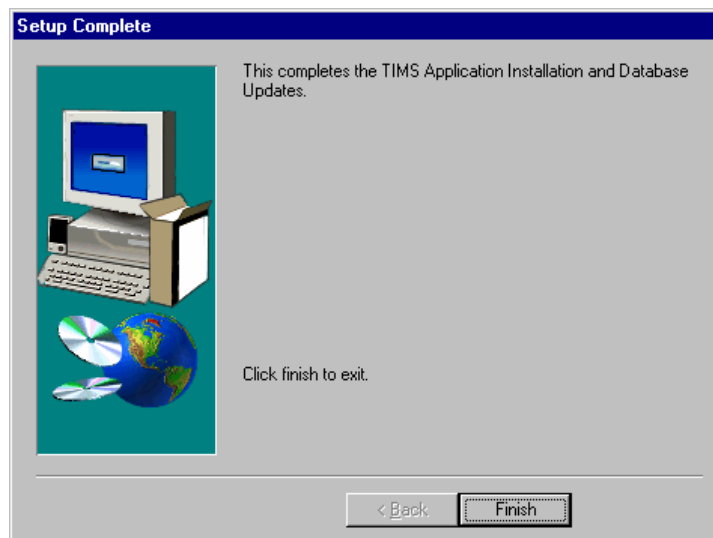 Setup Complete
This completes the TIMS Application Installation and Database
Updates.
Click finish to exit.
< Back
Finish